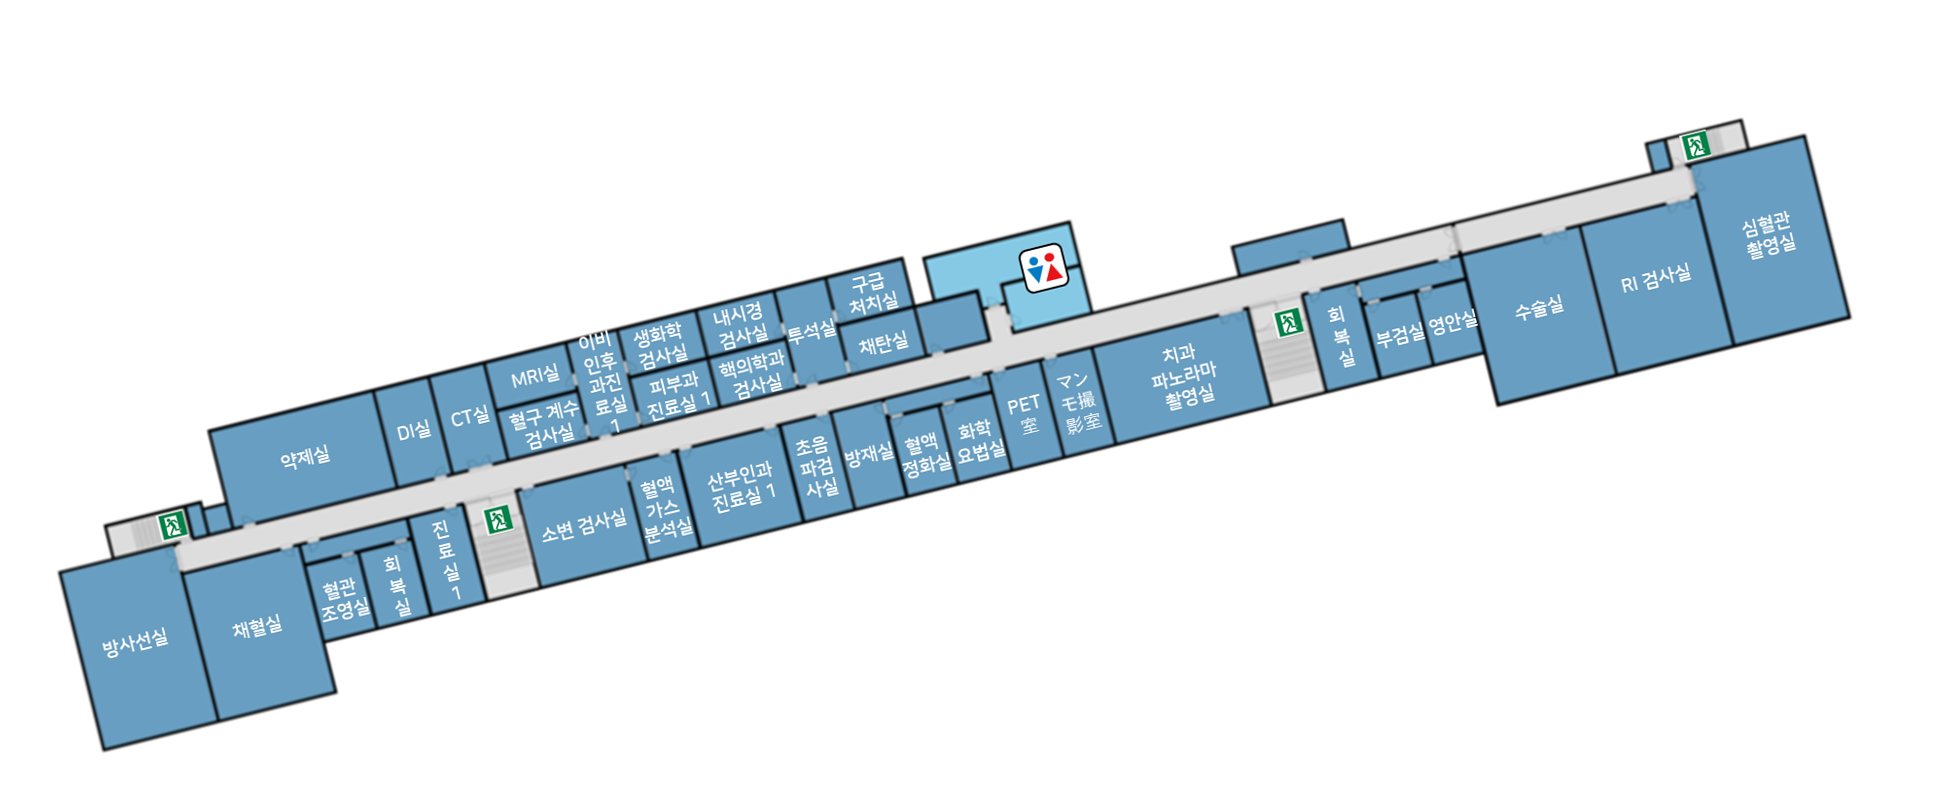 구급
처치실
내시경
검사실
투석실
채탄실
생화학
검사실
핵의학과
검사실
이비
인후
과진
료실
1
피부과
진료실 1
MRI실
혈구 계수
검사실
CT실
DI실
약제실
심혈관
촬영실
RI 검사실
수술실
영안실
부검실
회
복
실
치과
파노라마
촬영실
マン
モ撮
影室
PET
室
화학
요법실
혈액
정화실
방재실
초음
파검
사실
산부인과
진료실 1
혈액
가스
분석실
소변 검사실
진
료
실
1
회
복
실
혈관
조영실
채혈실
방사선실